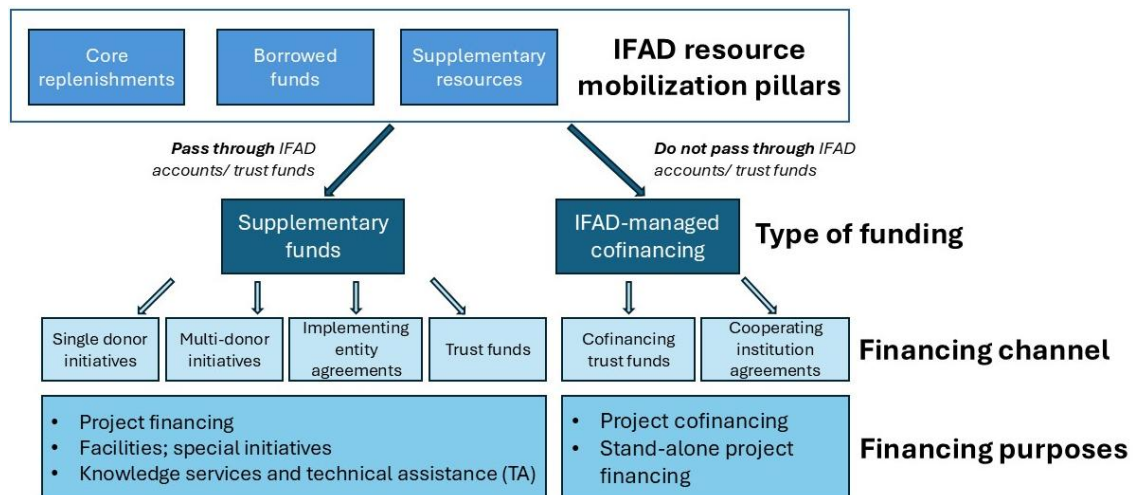 Core
replenishments
Borrowed
funds
Supplementary
resources
IFAD resource
mobilization pillars
Pass through IFAD
accounts/ trust funds
Do not pass through IFAD
accounts/ trust funds
Supplementary
funds
IFAD-managed
cofinancing
Type of funding
Single donor
initiatives
Multi-donor
initiatives
Implementing
entity
agreements
Trust funds
Cofinancing
trust funds
Cooperating
institution
agreements
Financing channel
• Project financing
• Facilities; special initiatives
• Knowledge services and technical assistance (TA)
• Project cofinancing
• Stand-alone project
financing
Financing purposes